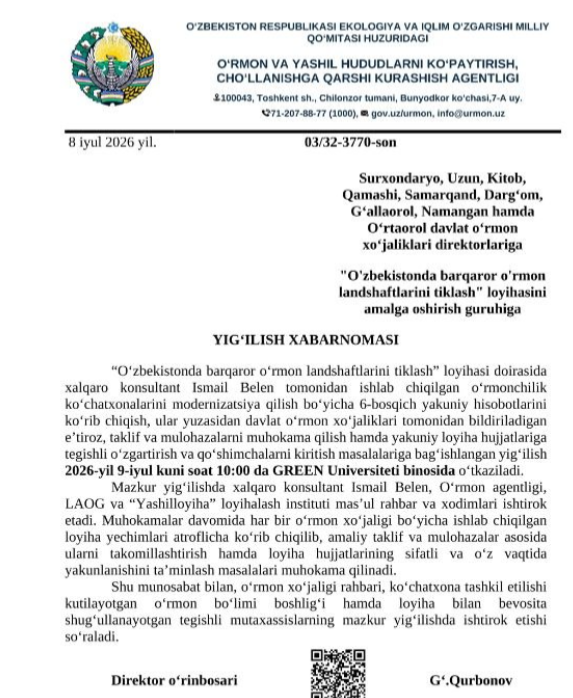 O‘ZBEKISTON RESPUBLIKASI EKOLOGIYA VA IQLIM O‘ZGARISHI MILLIY
QO‘MITASI HUZURIDAGI
O‘RMON VA YASHIL HUDUDLARNI KO‘PAYTIRISH,
CHO‘LLANISHGA QARSHI KURASHISH AGENTLIGI
100043, Toshkent sh., Chilonzor tumani, Bunyodkor ko‘chasi,7-A uy.
71-207-88-77 (1000), gov.uz/urmon, info@urmon.uz
8 iyul 2026 yil. 03/32-3770-son
Surxondaryo, Uzun, Kitob,
Qamashi, Samarqand, Darg‘om,
G‘allaorol, Namangan hamda
O‘rtaorol davlat o‘rmon
xo‘jaliklari direktorlariga
"O'zbekistonda barqaror o'rmon
landshaftlarini tiklash" loyihasini
amalga oshirish guruhiga
YIG‘ILISH XABARNOMASI
“O‘zbekistonda barqaror o‘rmon landshaftlarini tiklash” loyihasi doirasida
xalqaro konsultant Ismail Belen tomonidan ishlab chiqilgan o‘rmonchilik
ko‘chatxonalarini modernizatsiya qilish bo‘yicha 6-bosqich yakuniy hisobotlarini
ko‘rib chiqish, ular yuzasidan davlat o‘rmon xo‘jaliklari tomonidan bildiriladigan
e’tiroz, taklif va mulohazalarni muhokama qilish hamda yakuniy loyiha hujjatlariga
tegishli o‘zgartirish va qo‘shimchalarni kiritish masalalariga bag‘ishlangan yig‘ilish
2026-yil 9-iyul kuni soat 10:00 da GREEN Universiteti binosida o‘tkaziladi.
Mazkur yig‘ilishda xalqaro konsultant Ismail Belen, O‘rmon agentligi,
LAOG va “Yashilloyiha” loyihalash instituti mas’ul rahbar va xodimlari ishtirok
etadi. Muhokamalar davomida har bir o‘rmon xo‘jaligi bo‘yicha ishlab chiqilgan
loyiha yechimlari atroflicha ko‘rib chiqilib, amaliy taklif va mulohazalar asosida
ularni takomillashtirish hamda loyiha hujjatlarining sifatli va o‘z vaqtida
yakunlanishini ta’minlash masalalari muhokama qilinadi.
Shu munosabat bilan, o‘rmon xo‘jaligi rahbari, ko‘chatxona tashkil etilishi
kutilayotgan o‘rmon bo‘limi boshlig‘i hamda loyiha bilan bevosita
shug‘ullanayotgan tegishli mutaxassislarning mazkur yig‘ilishda ishtirok etishi
so‘raladi.
Direktor o‘rinbosari G‘.Qurbonov